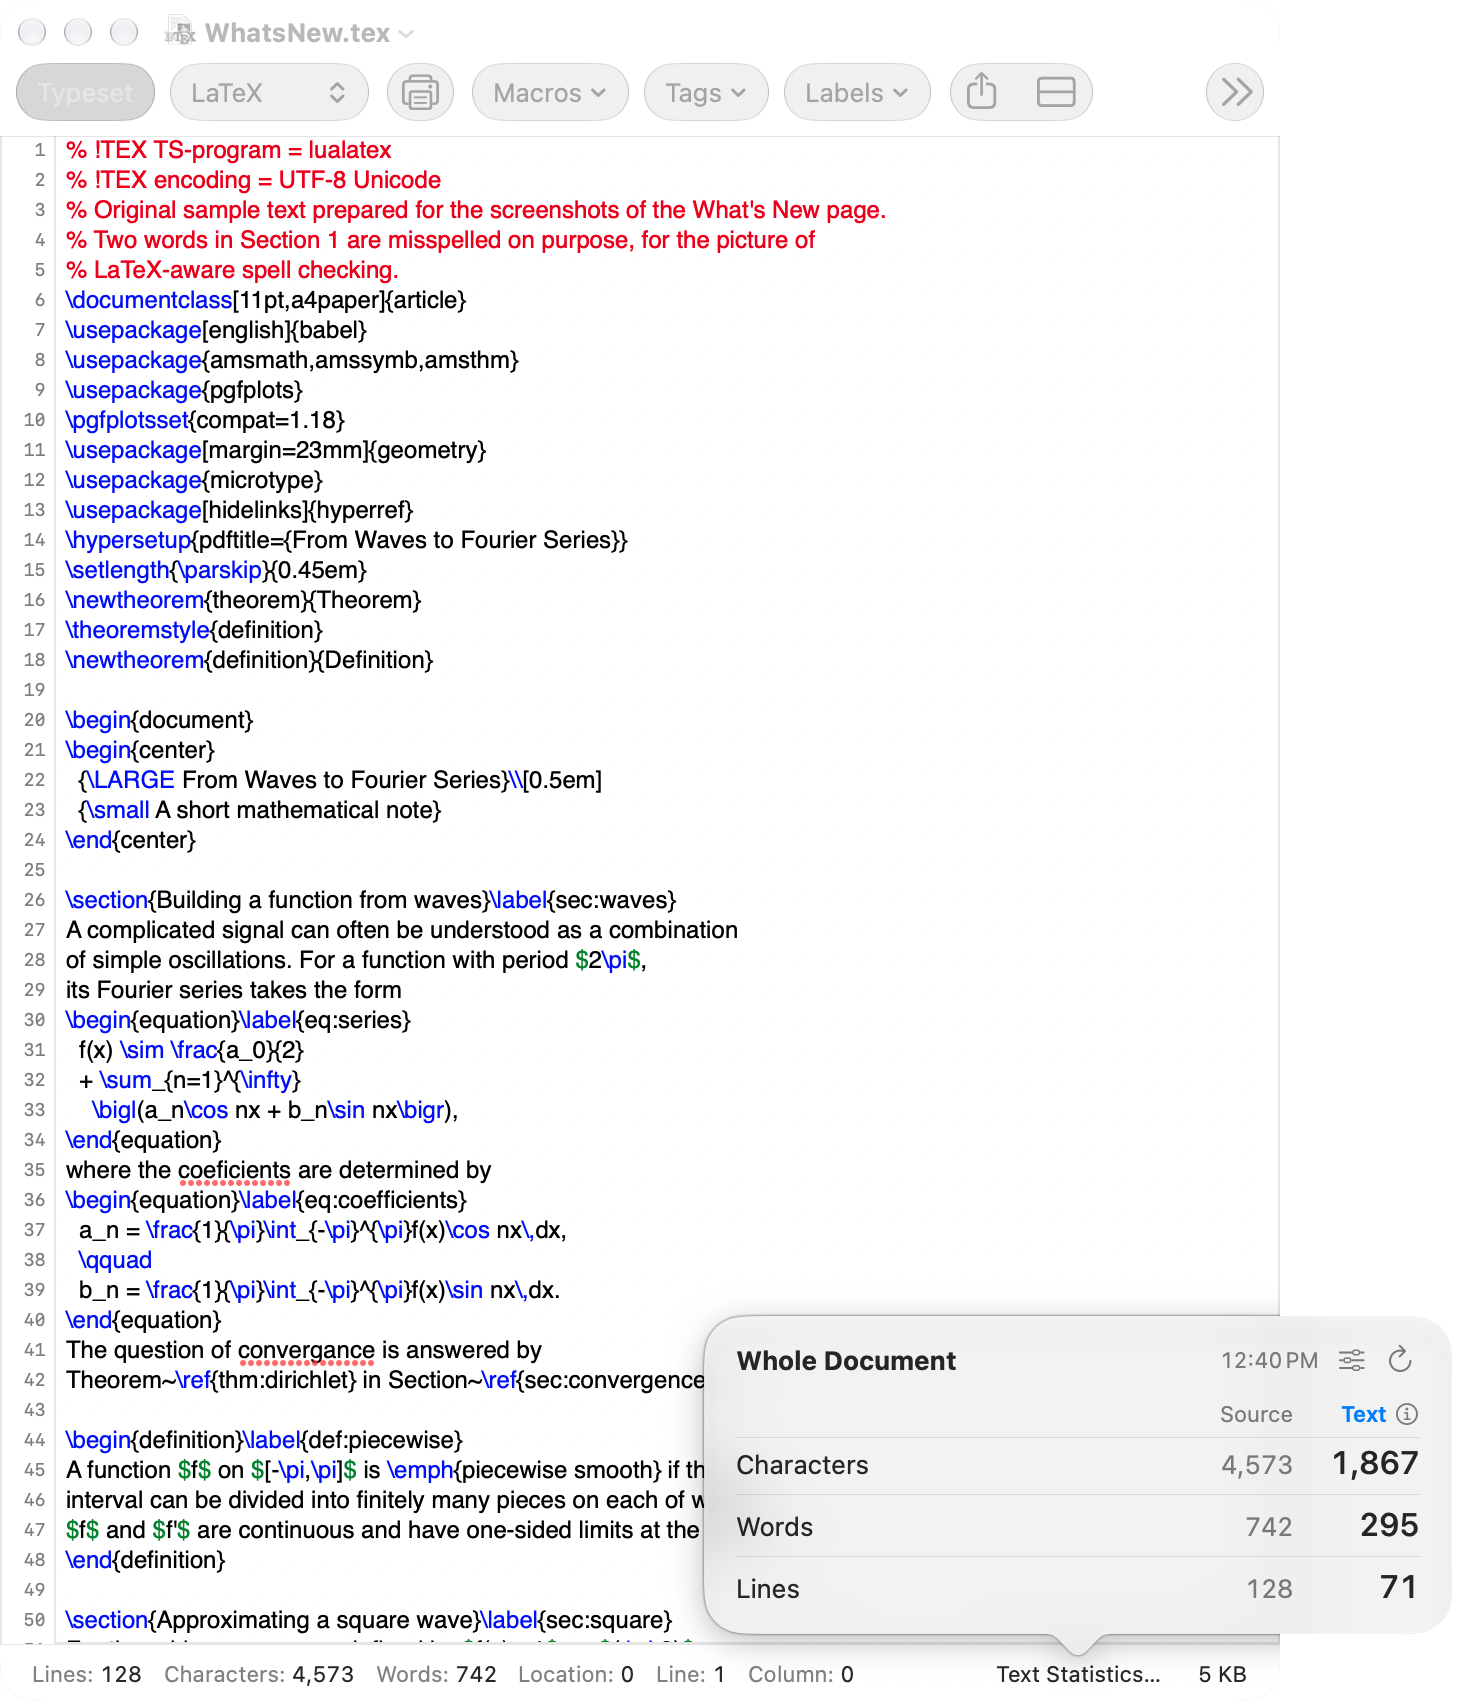 WhatsNew.tex
Typeset LaTeX Macros Tags Labels
1 % !TEX TS-program = lualatex
2 % !TEX encoding = UTF-8 Unicode
3 % Original sample text prepared for the screenshots of the What's New page.
4 % Two words in Section 1 are misspelled on purpose, for the picture of
5 % LaTeX-aware spell checking.
6 \documentclass[11pt,a4paper]{article}
7 \usepackage[english]{babel}
8 \usepackage{amsmath,amssymb,amsthm}
9 \usepackage{pgfplots}
10 \pgfplotsset{compat=1.18}
11 \usepackage[margin=23mm]{geometry}
12 \usepackage{microtype}
13 \usepackage[hidelinks]{hyperref}
14 \hypersetup{pdftitle={From Waves to Fourier Series}}
15 \setlength{\parskip}{0.45em}
16 \newtheorem{theorem}{Theorem}
17 \theoremstyle{definition}
18 \newtheorem{definition}{Definition}
19
20 \begin{document}
21 \begin{center}
22 {\LARGE From Waves to Fourier Series}\\[0.5em]
23 {\small A short mathematical note}
24 \end{center}
25
26 \section{Building a function from waves}\label{sec:waves}
27 A complicated signal can often be understood as a combination
28 of simple oscillations. For a function with period $2\pi$,
29 its Fourier series takes the form
30 \begin{equation}\label{eq:series}
31 f(x) \sim \frac{a_0}{2}
32 + \sum_{n=1}^{\infty}
33 \bigl(a_n\cos nx + b_n\sin nx\bigr),
34 \end{equation}
35 where the coeficients are determined by
36 \begin{equation}\label{eq:coefficients}
37 a_n = \frac{1}{\pi}\int_{-\pi}^{\pi}f(x)\cos nx\,dx,
38 \qquad
39 b_n = \frac{1}{\pi}\int_{-\pi}^{\pi}f(x)\sin nx\,dx.
40 \end{equation}
41 The question of convergance is answered by
42 Theorem~\ref{thm:dirichlet} in Section~\ref{sec:convergence
43
44 \begin{definition}\label{def:piecewise}
45 A function $f$ on $[-\pi,\pi]$ is \emph{piecewise smooth} if th
46 interval can be divided into finitely many pieces on each of w
47 $f$ and $f'$ are continuous and have one-sided limits at the
48 \end{definition}
49
50 \section{Approximating a square wave}\label{sec:square}
Whole Document 12:40 PM
Source Text
Characters 4,573 1,867
Words 742 295
Lines 128 71
Lines: 128 Characters: 4,573 Words: 742 Location: 0 Line: 1 Column: 0 Text Statistics... 5 KB